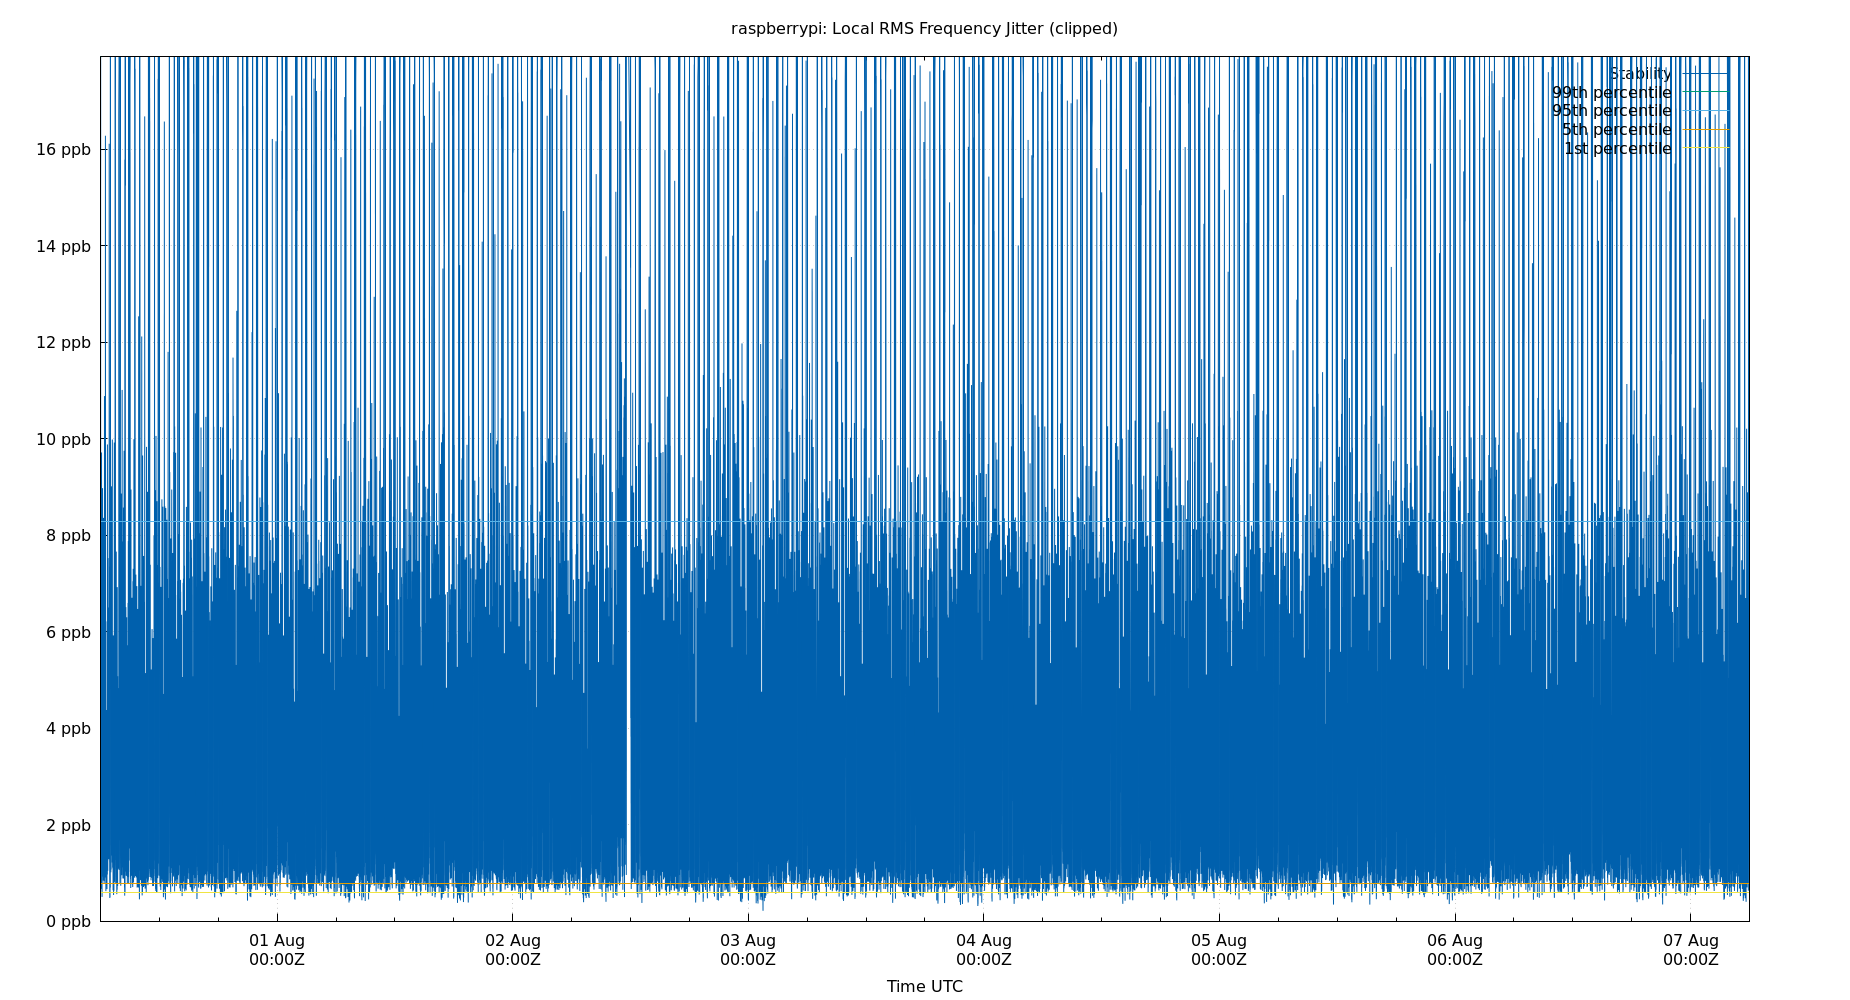 raspberrypi: Local RMS Frequency Jitter (clipped)
Stability
99th percentile
95th percentile
5th percentile
1st percentile
16 ppb
14 ppb
12 ppb
10 ppb
8 ppb
6 ppb
4 ppb
2 ppb
0 ppb
01 Aug 02 Aug 03 Aug 04 Aug 05 Aug 06 Aug 07 Aug
00:00Z 00:00Z 00:00Z 00:00Z 00:00Z 00:00Z 00:00Z
Time UTC